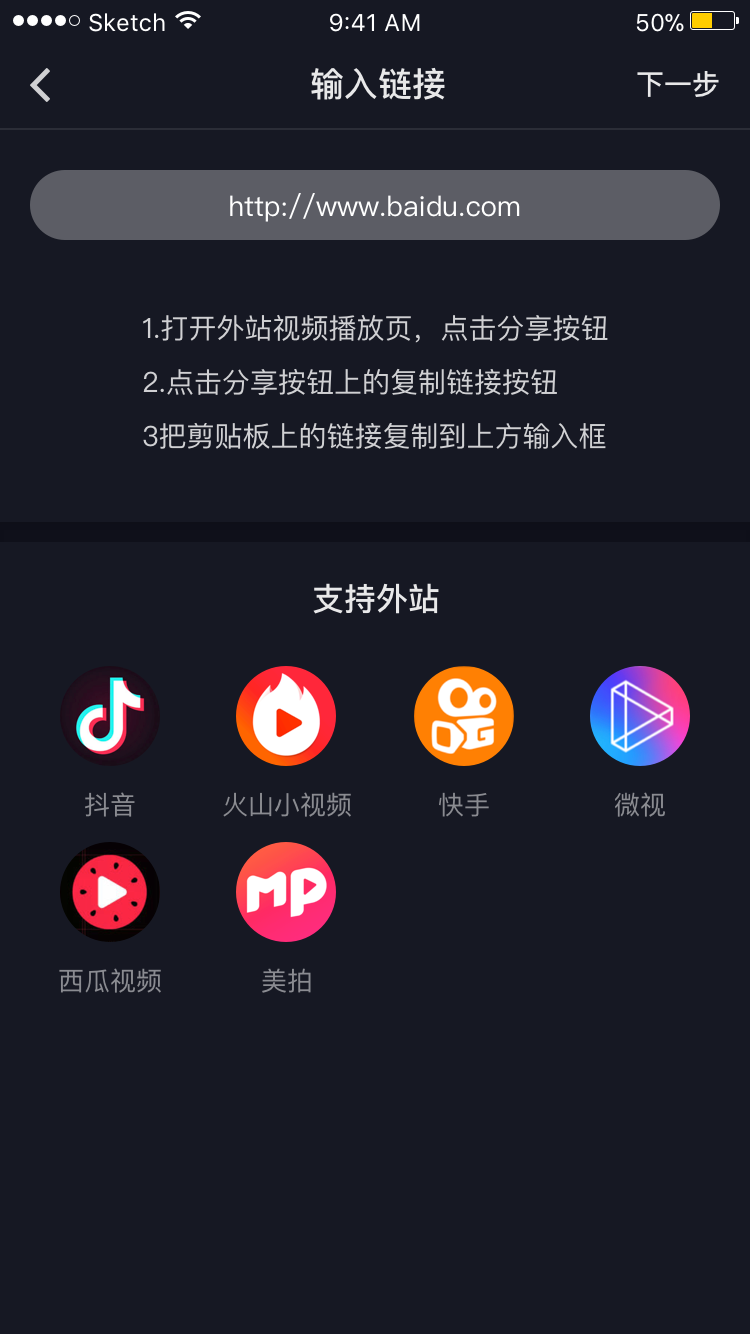 Sketch 9:41 AM 50%
输入链接 下一步
http://www.baidu.com
1.打开外站视频播放页，点击分享按钮
2.点击分享按钮上的复制链接按钮
3把剪贴板上的链接复制到上方输入框
支持外站
抖音 火山小视频 快手 微视
MP
西瓜视频 美拍